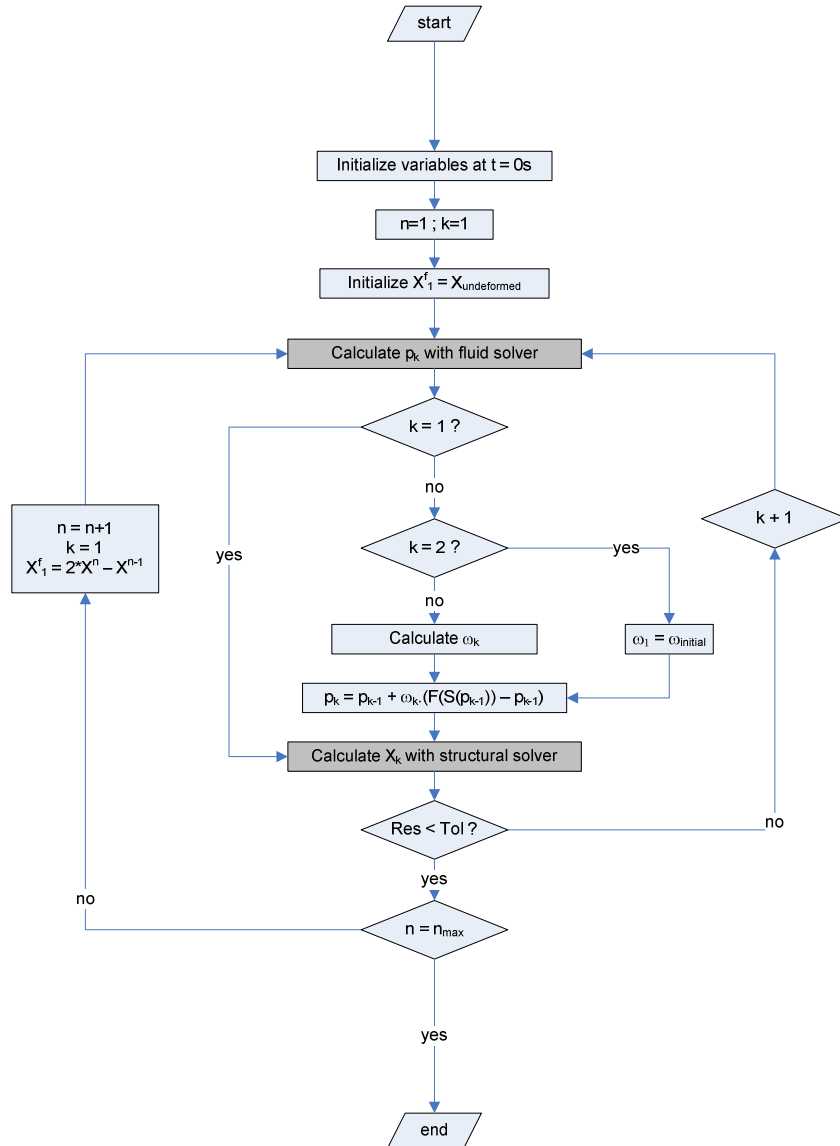 start
Initialize variables at t = 0s
n=1 ; k=1
Initialize Xᶠ₁ = Xundeformed
Calculate pₖ with fluid solver
k = 1 ?
no
yes
n = n+1
k = 1
Xᶠ₁ = 2*Xⁿ – Xⁿ⁻¹
k + 1
k = 2 ?
yes
no
Calculate ωₖ
ω₁ = ωinitial
pₖ = pₖ₋₁ + ωₖ.(F(S(pₖ₋₁)) – pₖ₋₁)
Calculate Xₖ with structural solver
Res < Tol ?
no
yes
no
n = nmax
yes
end